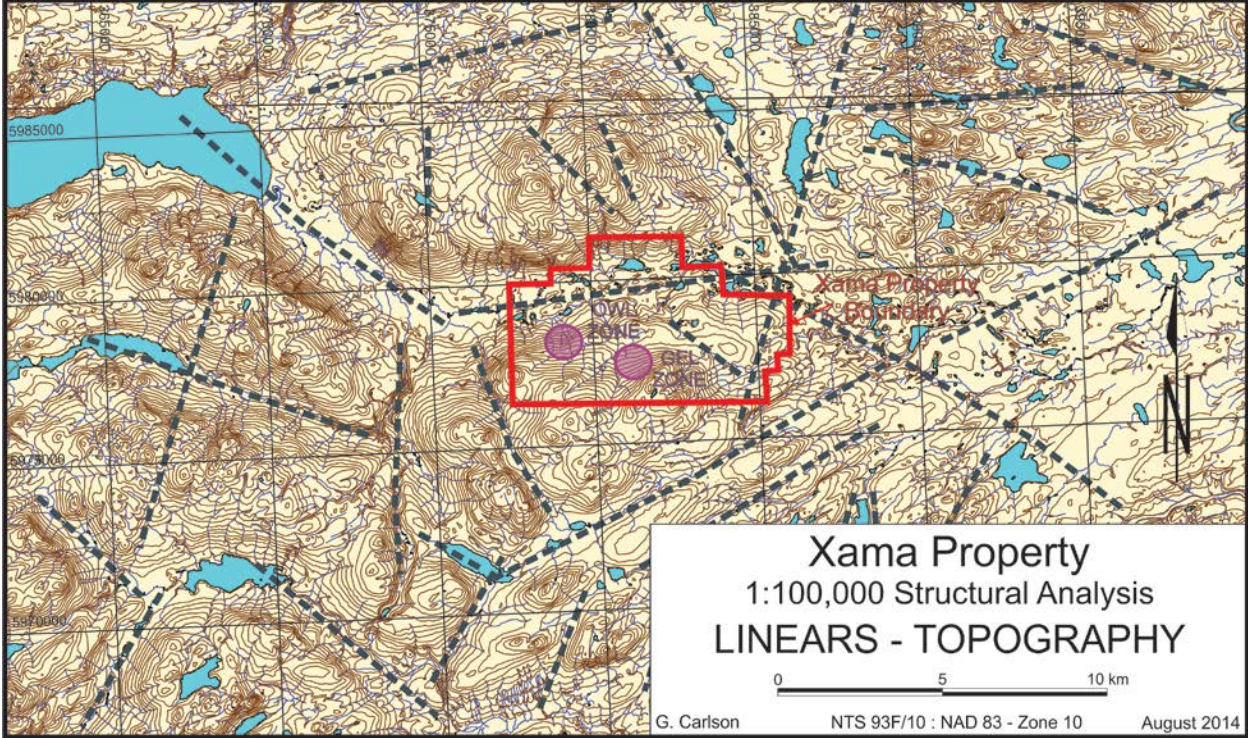 5985000
5980000
OWL
ZONE
GEL
ZONE
Xama Property
Boundary
5975000
5970000
N
Xama Property
1:100,000 Structural Analysis
LINEARS - TOPOGRAPHY
0 5 10 km
G. Carlson NTS 93F/10 : NAD 83 - Zone 10 August 2014